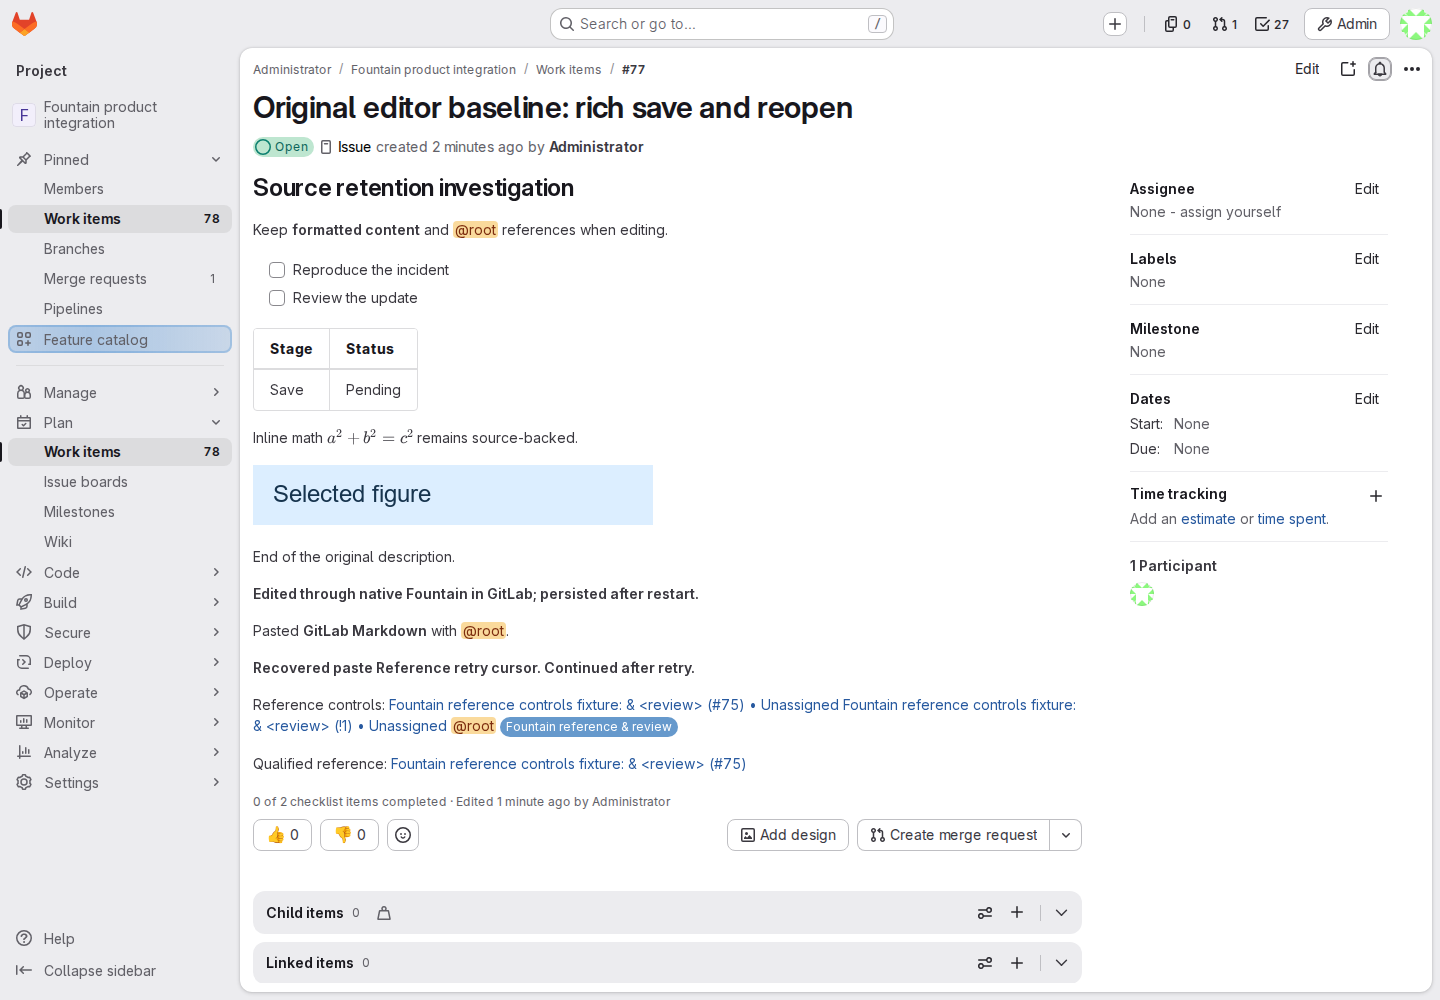 Search or go to...
/
0
1
27
Admin
Project
F
Fountain product integration
Pinned
Members
Work items 78
Branches
Merge requests 1
Pipelines
Feature catalog
Manage
Plan
Work items 78
Issue boards
Milestones
Wiki
Code
Build
Secure
Deploy
Operate
Monitor
Analyze
Settings
Help
Collapse sidebar
Administrator / Fountain product integration / Work items / #77
Edit
Original editor baseline: rich save and reopen
Open Issue created 2 minutes ago by Administrator
Source retention investigation
Keep formatted content and @root references when editing.
Reproduce the incident
Review the update
Stage Status
Save Pending
Inline math a² + b² = c² remains source-backed.
Selected figure
End of the original description.
Edited through native Fountain in GitLab; persisted after restart.
Pasted GitLab Markdown with @root.
Recovered paste Reference retry cursor. Continued after retry.
Reference controls: Fountain reference controls fixture: & <review> (#75) • Unassigned Fountain reference controls fixture:
& <review> (!1) • Unassigned @root Fountain reference & review
Qualified reference: Fountain reference controls fixture: & <review> (#75)
0 of 2 checklist items completed · Edited 1 minute ago by Administrator
👍 0
👎 0
Add design
Create merge request
Child items 0
Linked items 0
Assignee Edit
None - assign yourself
Labels Edit
None
Milestone Edit
None
Dates Edit
Start: None
Due: None
Time tracking
Add an estimate or time spent.
1 Participant